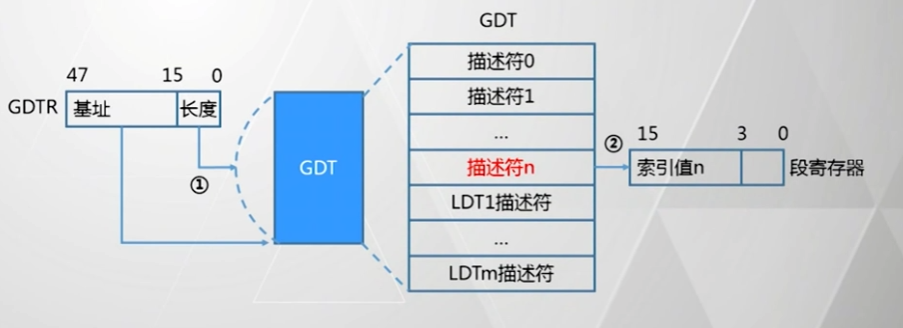 GDT
47 15 0
GDTR 基址 长度
①
GDT
描述符0
描述符1
...
描述符n
LDT1描述符
...
LDTm描述符
②
15 3 0
索引值n 段寄存器